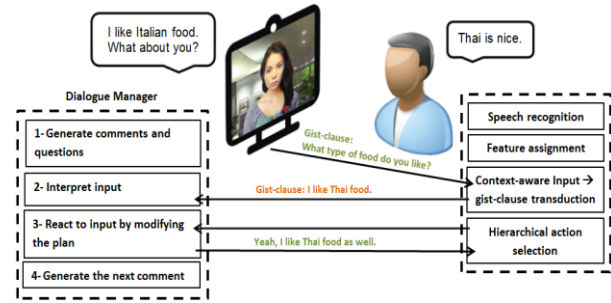 I like Italian food.
What about you?
Thai is nice.
Dialogue Manager
1- Generate comments and
questions
2- Interpret input
3- React to input by modifying
the plan
4- Generate the next comment
Gist-clause:
What type of food do you like?
Gist-clause: I like Thai food.
Yeah, I like Thai food as well.
Speech recognition
Feature assignment
Context-aware Input →
gist-clause transduction
Hierarchical action
selection